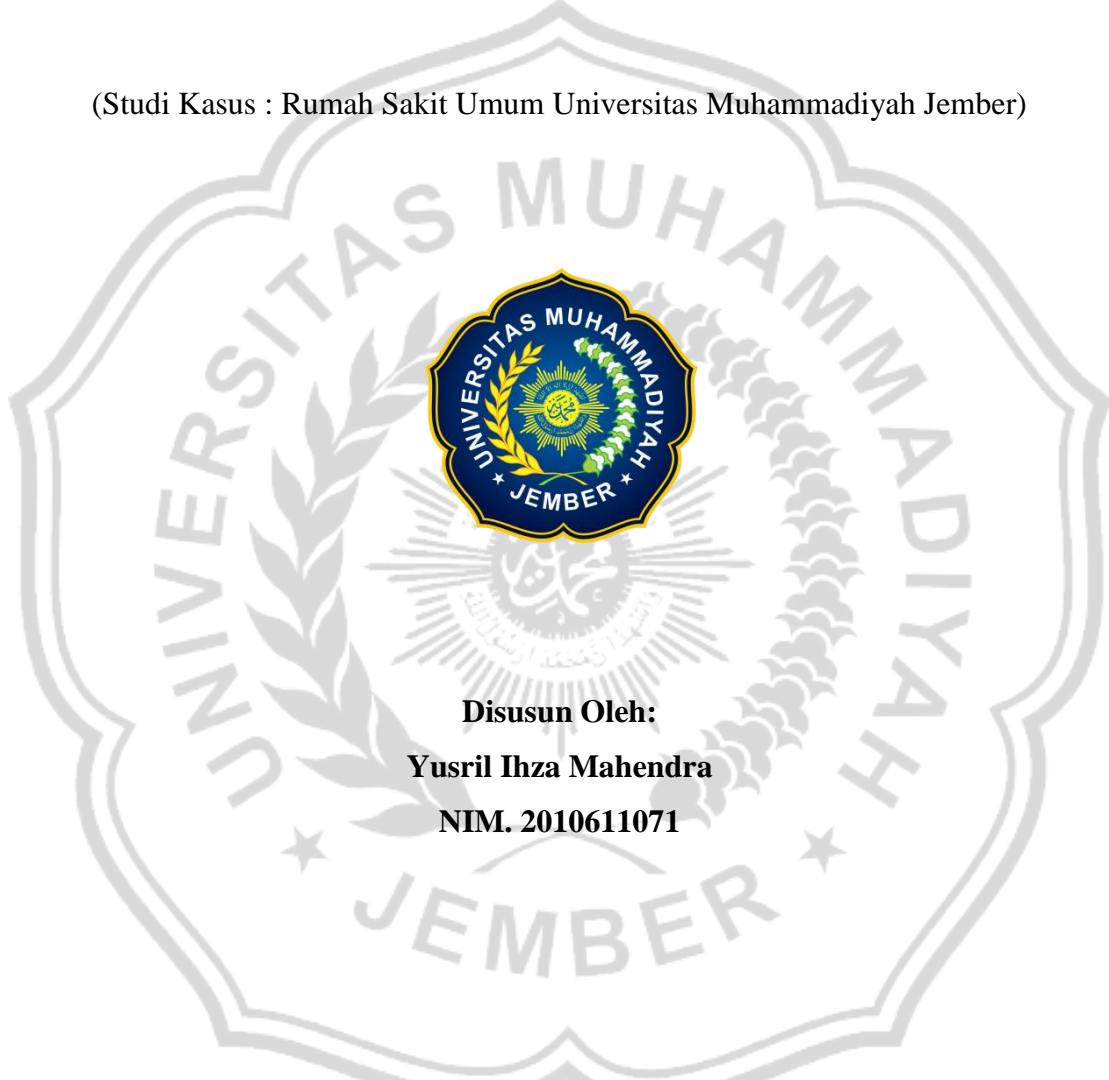 (Studi Kasus : Rumah Sakit Umum Universitas Muhammadiyah Jember)
UNIVERSITAS MUHAMMADIYAH
JEMBER
UNIVERSITAS MUHAMMADIYAH
JEMBER
Disusun Oleh:
Yusril Ihza Mahendra
NIM. 2010611071